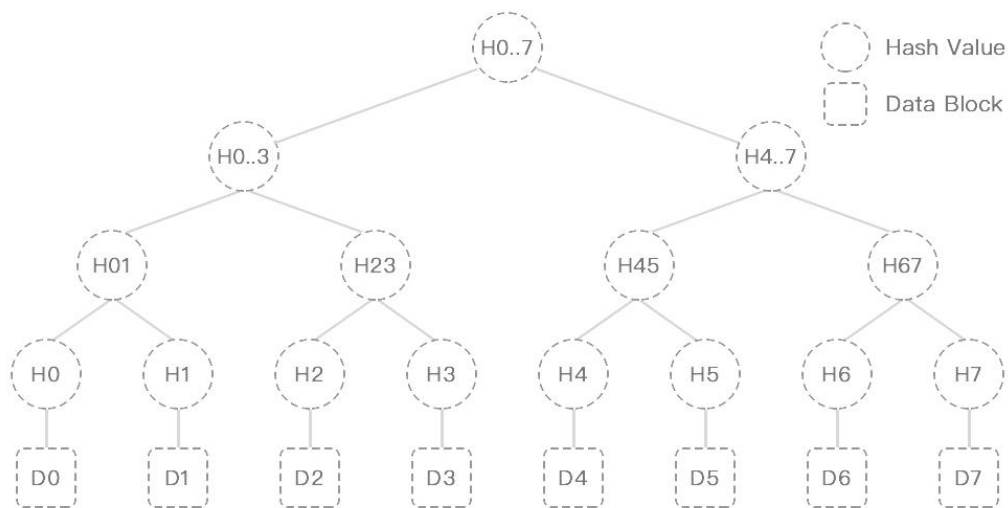 H0..7
Hash Value
Data Block
H0..3
H4..7
H01
H23
H45
H67
H0
H1
H2
H3
H4
H5
H6
H7
D0
D1
D2
D3
D4
D5
D6
D7